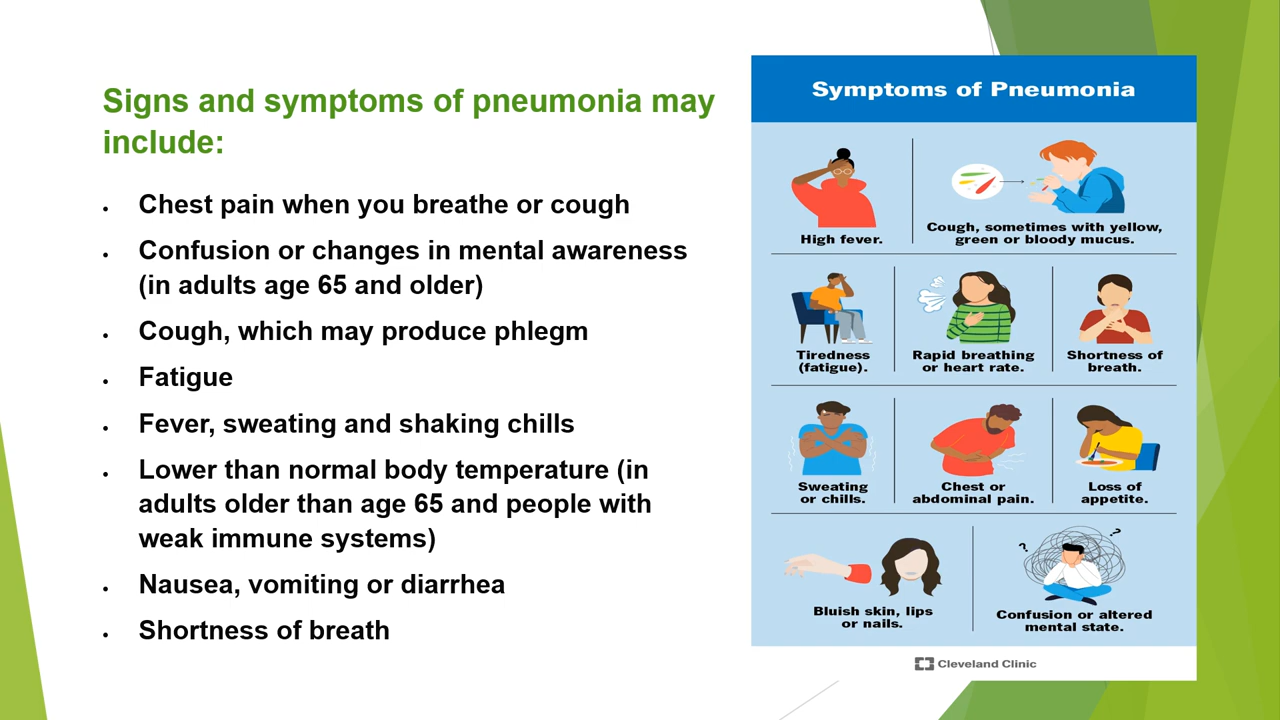 Signs and symptoms of pneumonia may
include:
• Chest pain when you breathe or cough
• Confusion or changes in mental awareness
(in adults age 65 and older)
• Cough, which may produce phlegm
• Fatigue
• Fever, sweating and shaking chills
• Lower than normal body temperature (in
adults older than age 65 and people with
weak immune systems)
• Nausea, vomiting or diarrhea
• Shortness of breath
Symptoms of Pneumonia
High fever.
Cough, sometimes with yellow,
green or bloody mucus.
Tiredness
(fatigue).
Rapid breathing
or heart rate.
Shortness of
breath.
Sweating
or chills.
Chest or
abdominal pain.
Loss of
appetite.
Bluish skin, lips
or nails.
? ?
Confusion or altered
mental state.
Cleveland Clinic